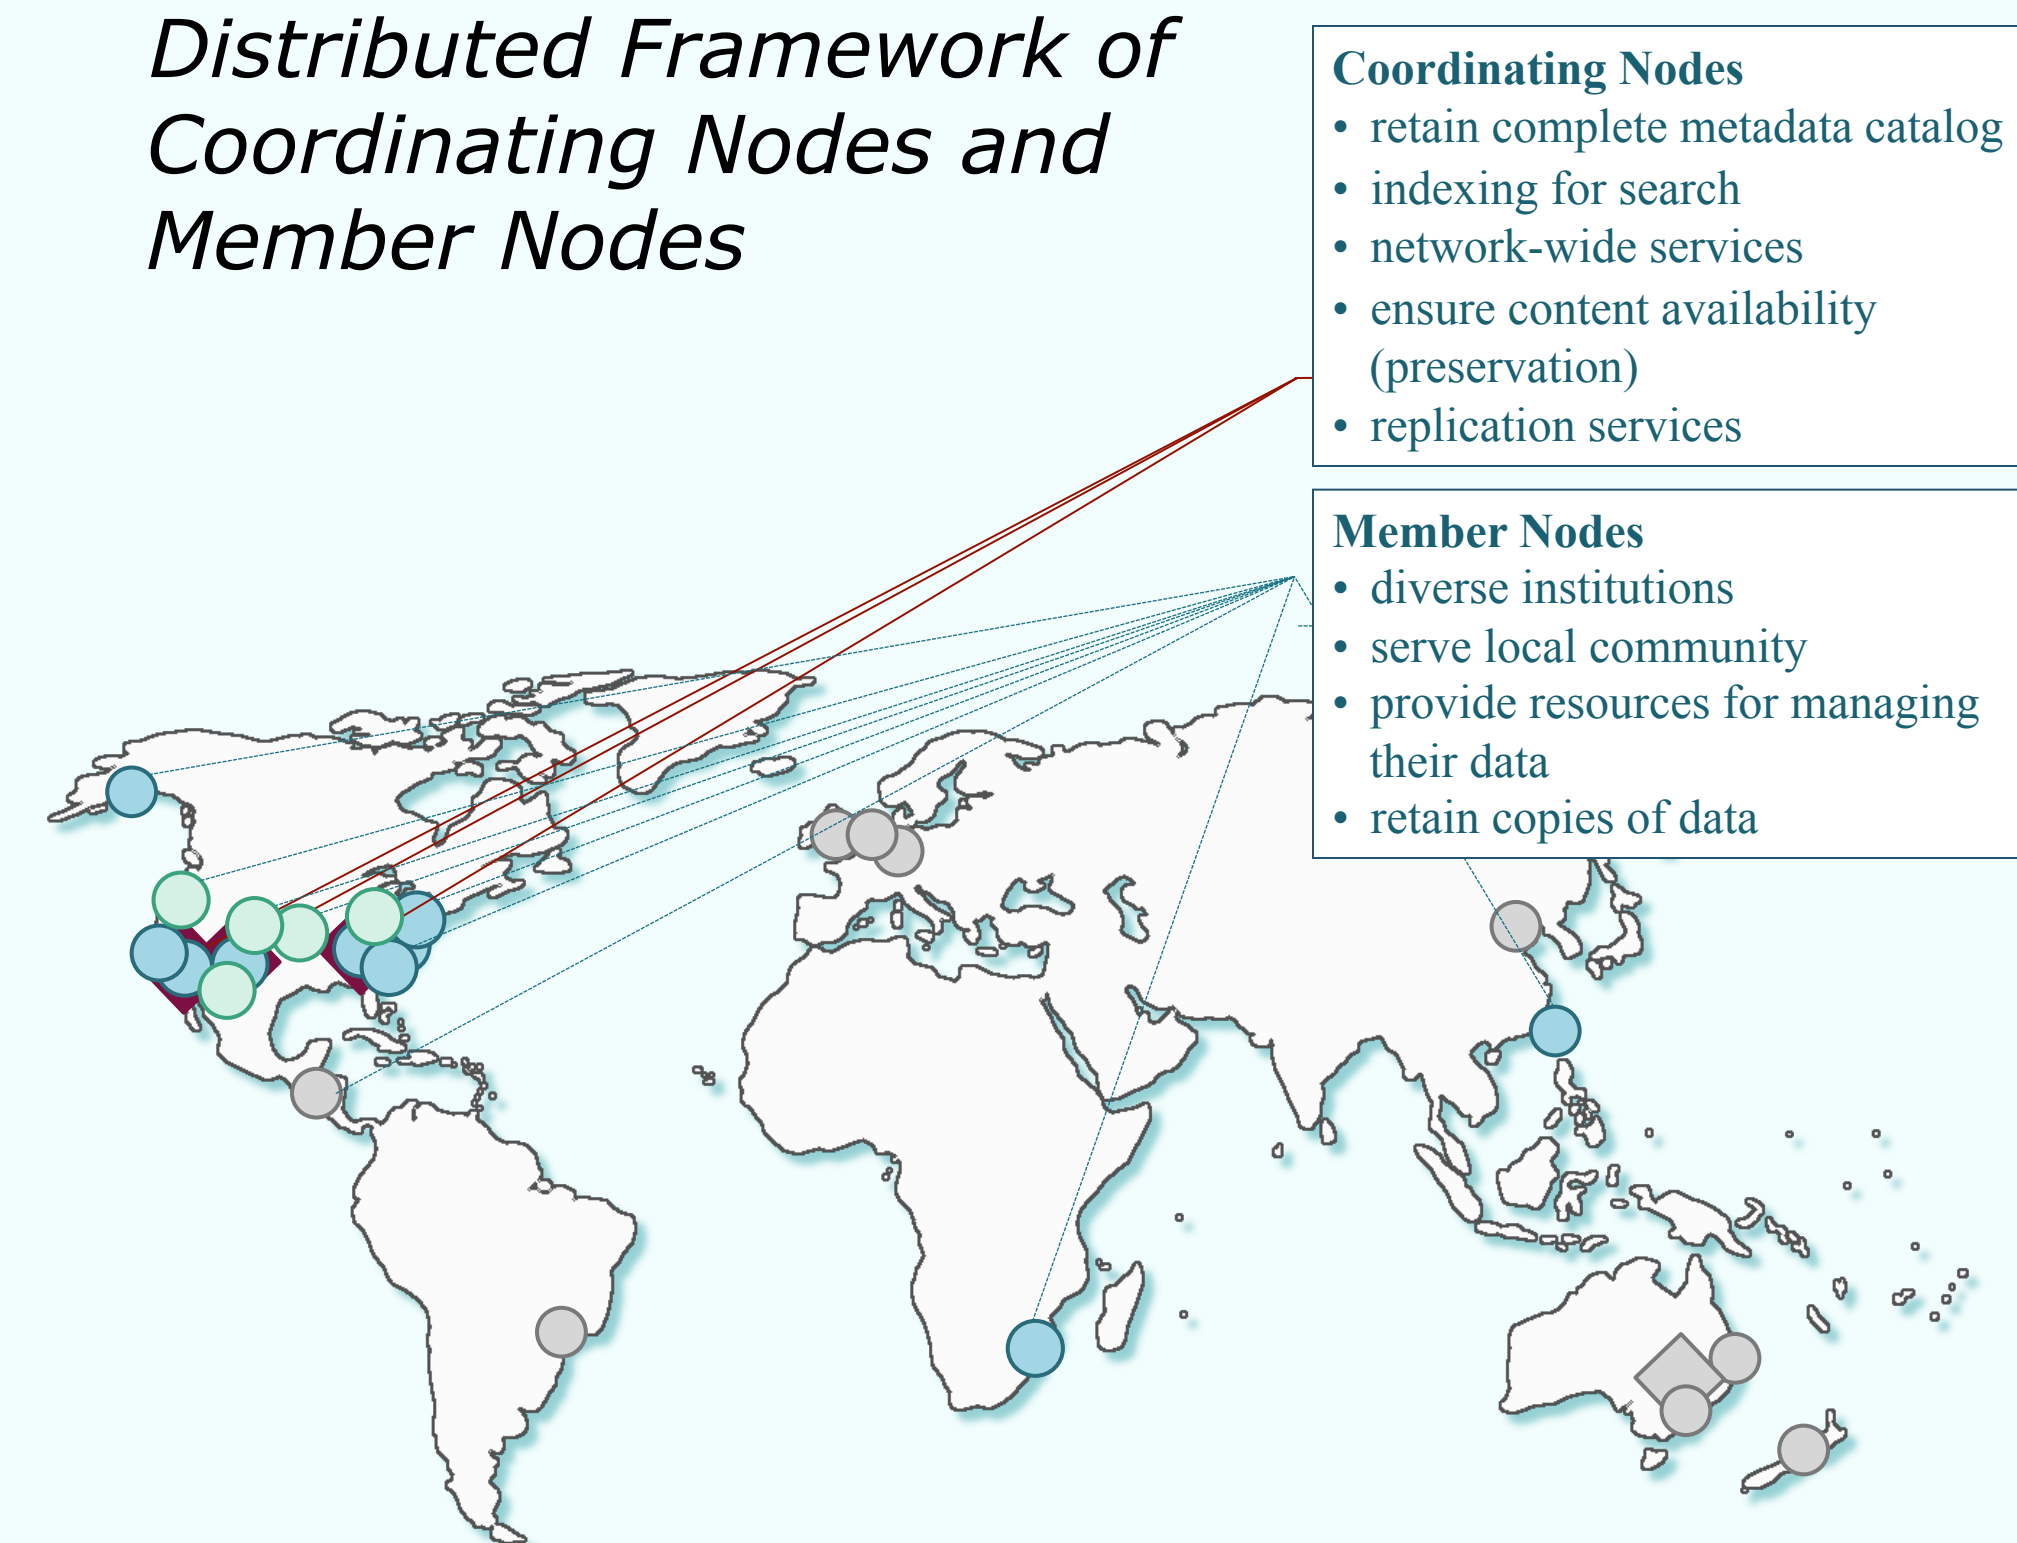 Distributed Framework of
Coordinating Nodes and
Member Nodes
Coordinating Nodes
• retain complete metadata catalog
• indexing for search
• network-wide services
• ensure content availability
(preservation)
• replication services
Member Nodes
• diverse institutions
• serve local community
• provide resources for managing
their data
• retain copies of data